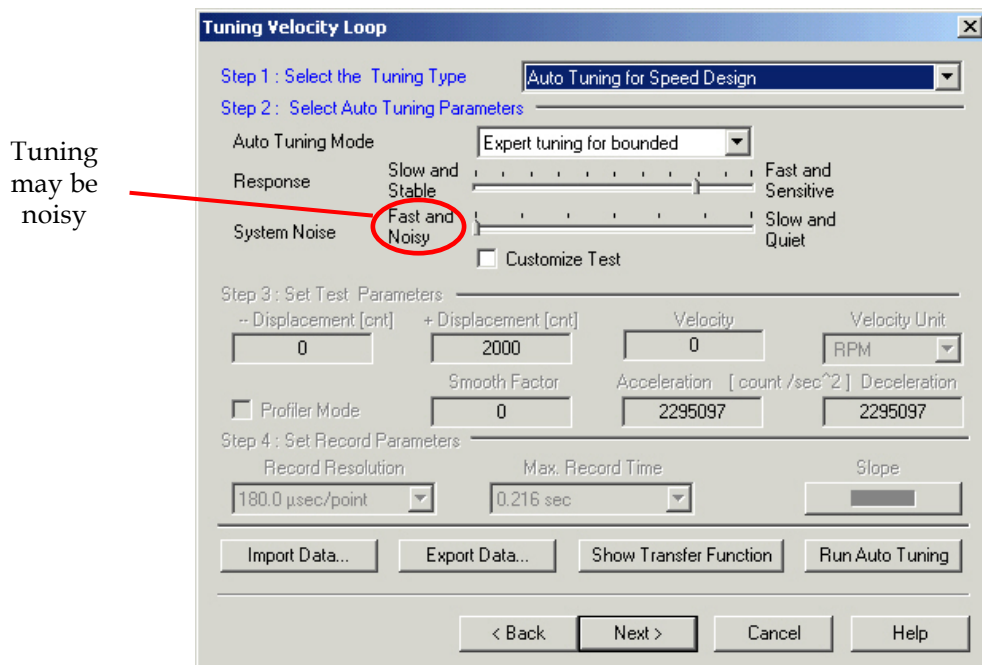 Tuning Velocity Loop
Step 1 : Select the Tuning Type
Auto Tuning for Speed Design
Step 2 : Select Auto Tuning Parameters
Auto Tuning Mode
Expert tuning for bounded
Tuning
may be
noisy
Response
Slow and
Stable
Fast and
Sensitive
System Noise
Fast and
Noisy
Slow and
Quiet
Customize Test
Step 3 : Set Test Parameters
-- Displacement [cnt]
+ Displacement [cnt]
Velocity
Velocity Unit
0
2000
0
RPM
Smooth Factor
Acceleration [ count /sec^2 ] Deceleration
Profiler Mode
0
2295097
2295097
Step 4 : Set Record Parameters
Record Resolution
Max. Record Time
Slope
180.0 µsec/point
0.216 sec
Import Data...
Export Data...
Show Transfer Function
Run Auto Tuning
< Back
Next >
Cancel
Help